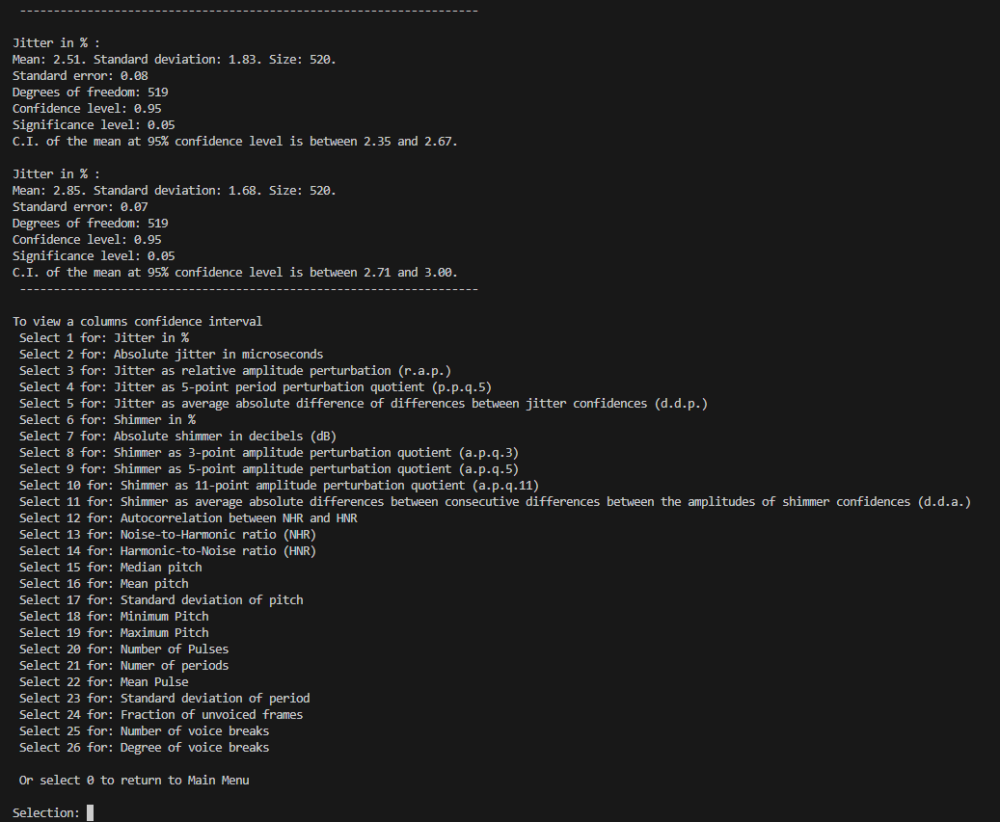 --------------------------------------------------------------------
Jitter in % :
Mean: 2.51. Standard deviation: 1.83. Size: 520.
Standard error: 0.08
Degrees of freedom: 519
Confidence level: 0.95
Significance level: 0.05
C.I. of the mean at 95% confidence level is between 2.35 and 2.67.
Jitter in % :
Mean: 2.85. Standard deviation: 1.68. Size: 520.
Standard error: 0.07
Degrees of freedom: 519
Confidence level: 0.95
Significance level: 0.05
C.I. of the mean at 95% confidence level is between 2.71 and 3.00.
--------------------------------------------------------------------
To view a columns confidence interval
Select 1 for: Jitter in %
Select 2 for: Absolute jitter in microseconds
Select 3 for: Jitter as relative amplitude perturbation (r.a.p.)
Select 4 for: Jitter as 5-point period perturbation quotient (p.p.q.5)
Select 5 for: Jitter as average absolute difference of differences between jitter confidences (d.d.p.)
Select 6 for: Shimmer in %
Select 7 for: Absolute shimmer in decibels (dB)
Select 8 for: Shimmer as 3-point amplitude perturbation quotient (a.p.q.3)
Select 9 for: Shimmer as 5-point amplitude perturbation quotient (a.p.q.5)
Select 10 for: Shimmer as 11-point amplitude perturbation quotient (a.p.q.11)
Select 11 for: Shimmer as average absolute differences between consecutive differences between the amplitudes of shimmer confidences (d.d.a.)
Select 12 for: Autocorrelation between NHR and HNR
Select 13 for: Noise-to-Harmonic ratio (NHR)
Select 14 for: Harmonic-to-Noise ratio (HNR)
Select 15 for: Median pitch
Select 16 for: Mean pitch
Select 17 for: Standard deviation of pitch
Select 18 for: Minimum Pitch
Select 19 for: Maximum Pitch
Select 20 for: Number of Pulses
Select 21 for: Numer of periods
Select 22 for: Mean Pulse
Select 23 for: Standard deviation of period
Select 24 for: Fraction of unvoiced frames
Select 25 for: Number of voice breaks
Select 26 for: Degree of voice breaks
Or select 0 to return to Main Menu
Selection: